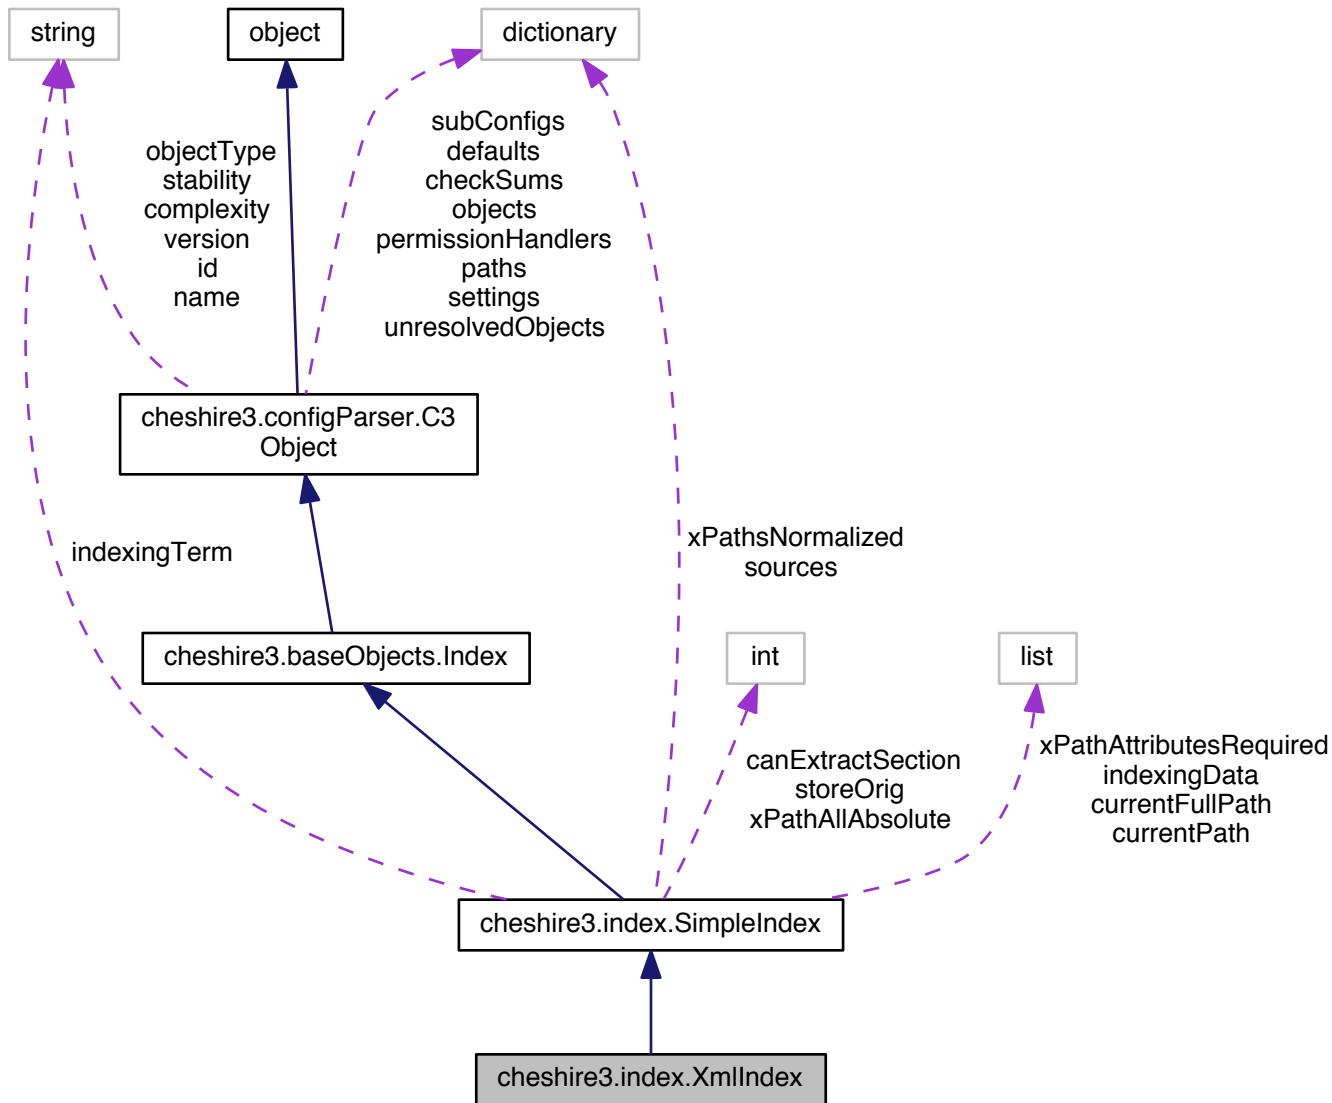 string
object
dictionary
objectType
stability
complexity
version
id
name
subConfigs
defaults
checkSums
objects
permissionHandlers
paths
settings
unresolvedObjects
cheshire3.configParser.C3
Object
indexingTerm
xPathsNormalized
sources
cheshire3.baseObjects.Index
int
list
canExtractSection
storeOrig
xPathAllAbsolute
xPathAttributesRequired
indexingData
currentFullPath
currentPath
cheshire3.index.SimpleIndex
cheshire3.index.XmlIndex